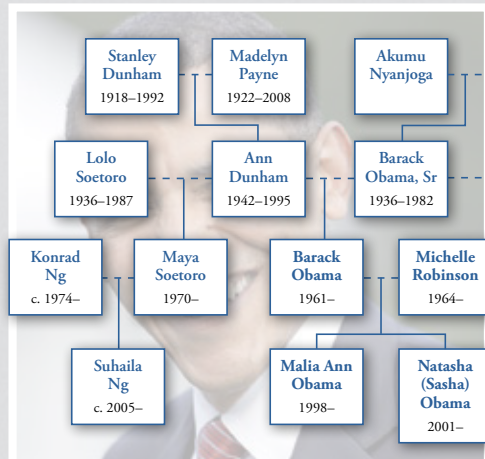 Stanley
Dunham
1918–1992
Madelyn
Payne
1922–2008
Akumu
Nyanjoga
Lolo
Soetoro
1936–1987
Ann
Dunham
1942–1995
Barack
Obama, Sr
1936–1982
Konrad
Ng
c. 1974–
Maya
Soetoro
1970–
Barack
Obama
1961–
Michelle
Robinson
1964–
Suhaila
Ng
c. 2005–
Malia Ann
Obama
1998–
Natasha
(Sasha)
Obama
2001–